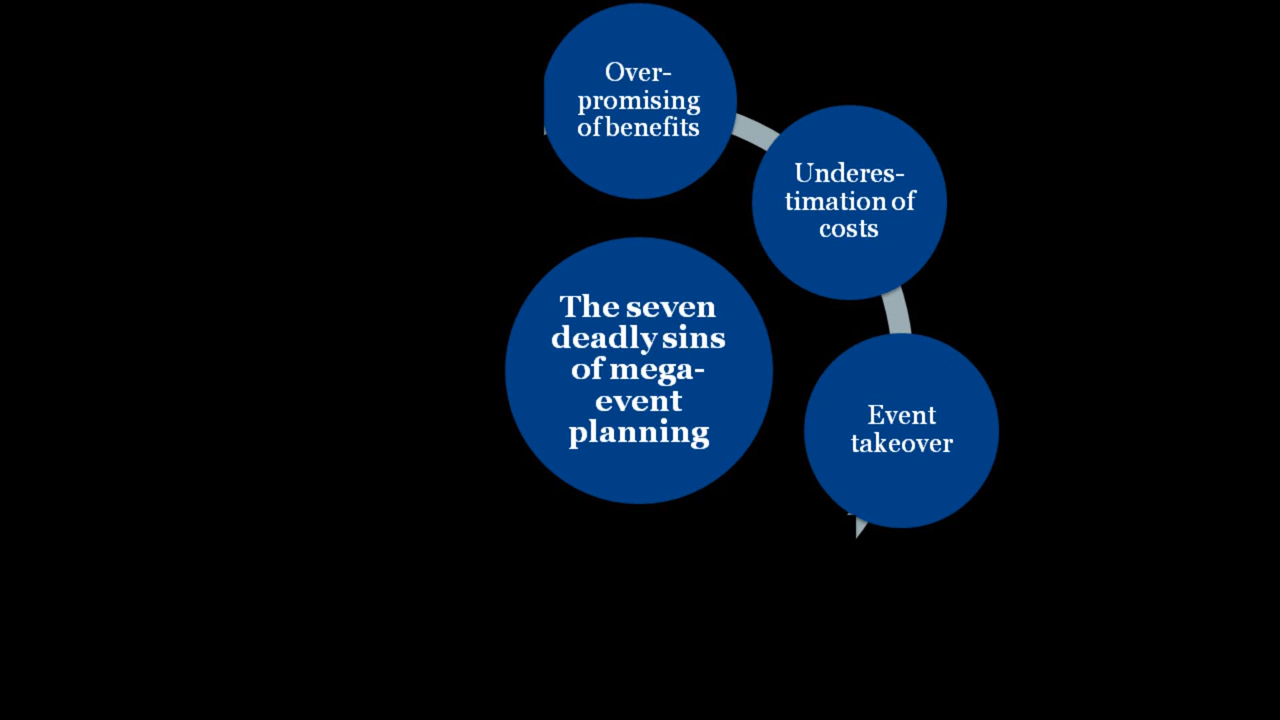 Over-
promising
of benefits
Underes-
timation of
costs
The seven
deadly sins
of mega-
event
planning
Event
takeover